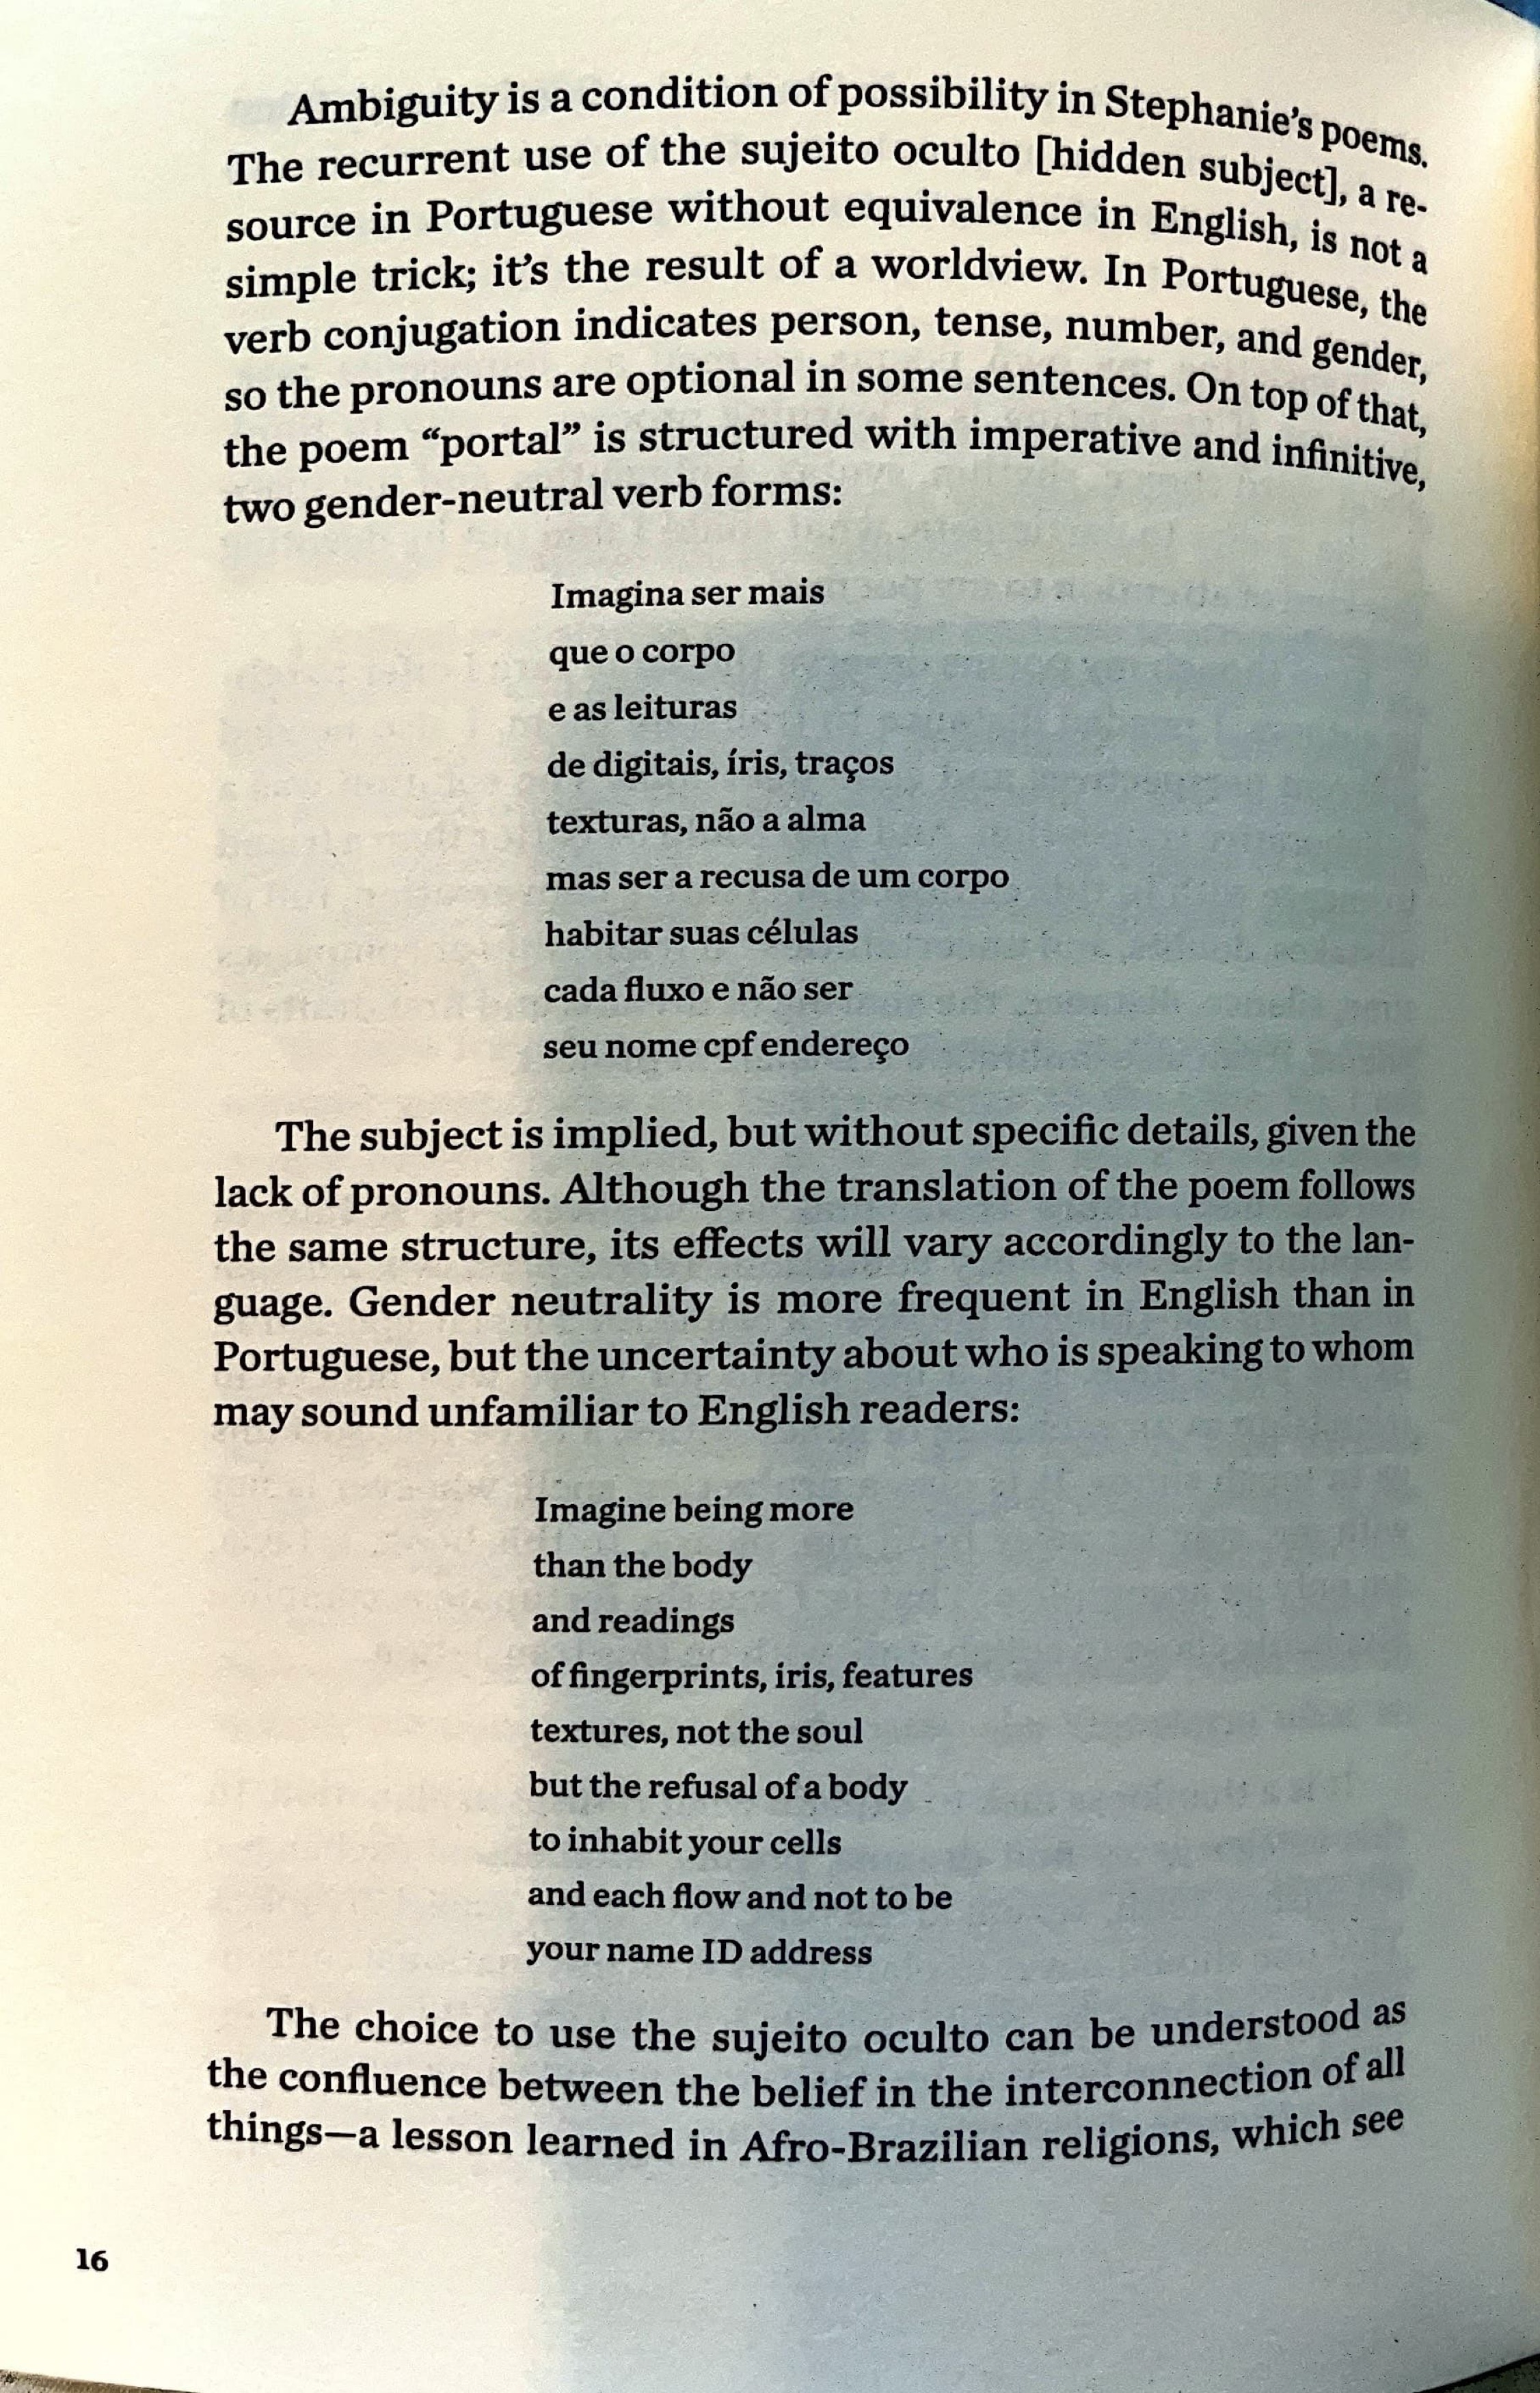 Ambiguity is a condition of possibility in Stephanie’s poems.
The recurrent use of the sujeito oculto [hidden subject], a re-
source in Portuguese without equivalence in English, is not a
simple trick; it’s the result of a worldview. In Portuguese, the
verb conjugation indicates person, tense, number, and gender,
so the pronouns are optional in some sentences. On top of that,
the poem “portal” is structured with imperative and infinitive,
two gender-neutral verb forms:
Imagina ser mais
que o corpo
e as leituras
de digitais, íris, traços
texturas, não a alma
mas ser a recusa de um corpo
habitar suas células
cada fluxo e não ser
seu nome cpf endereço
The subject is implied, but without specific details, given the
lack of pronouns. Although the translation of the poem follows
the same structure, its effects will vary accordingly to the lan-
guage. Gender neutrality is more frequent in English than in
Portuguese, but the uncertainty about who is speaking to whom
may sound unfamiliar to English readers:
Imagine being more
than the body
and readings
of fingerprints, iris, features
textures, not the soul
but the refusal of a body
to inhabit your cells
and each flow and not to be
your name ID address
The choice to use the sujeito oculto can be understood as
the confluence between the belief in the interconnection of all
things—a lesson learned in Afro-Brazilian religions, which see
16